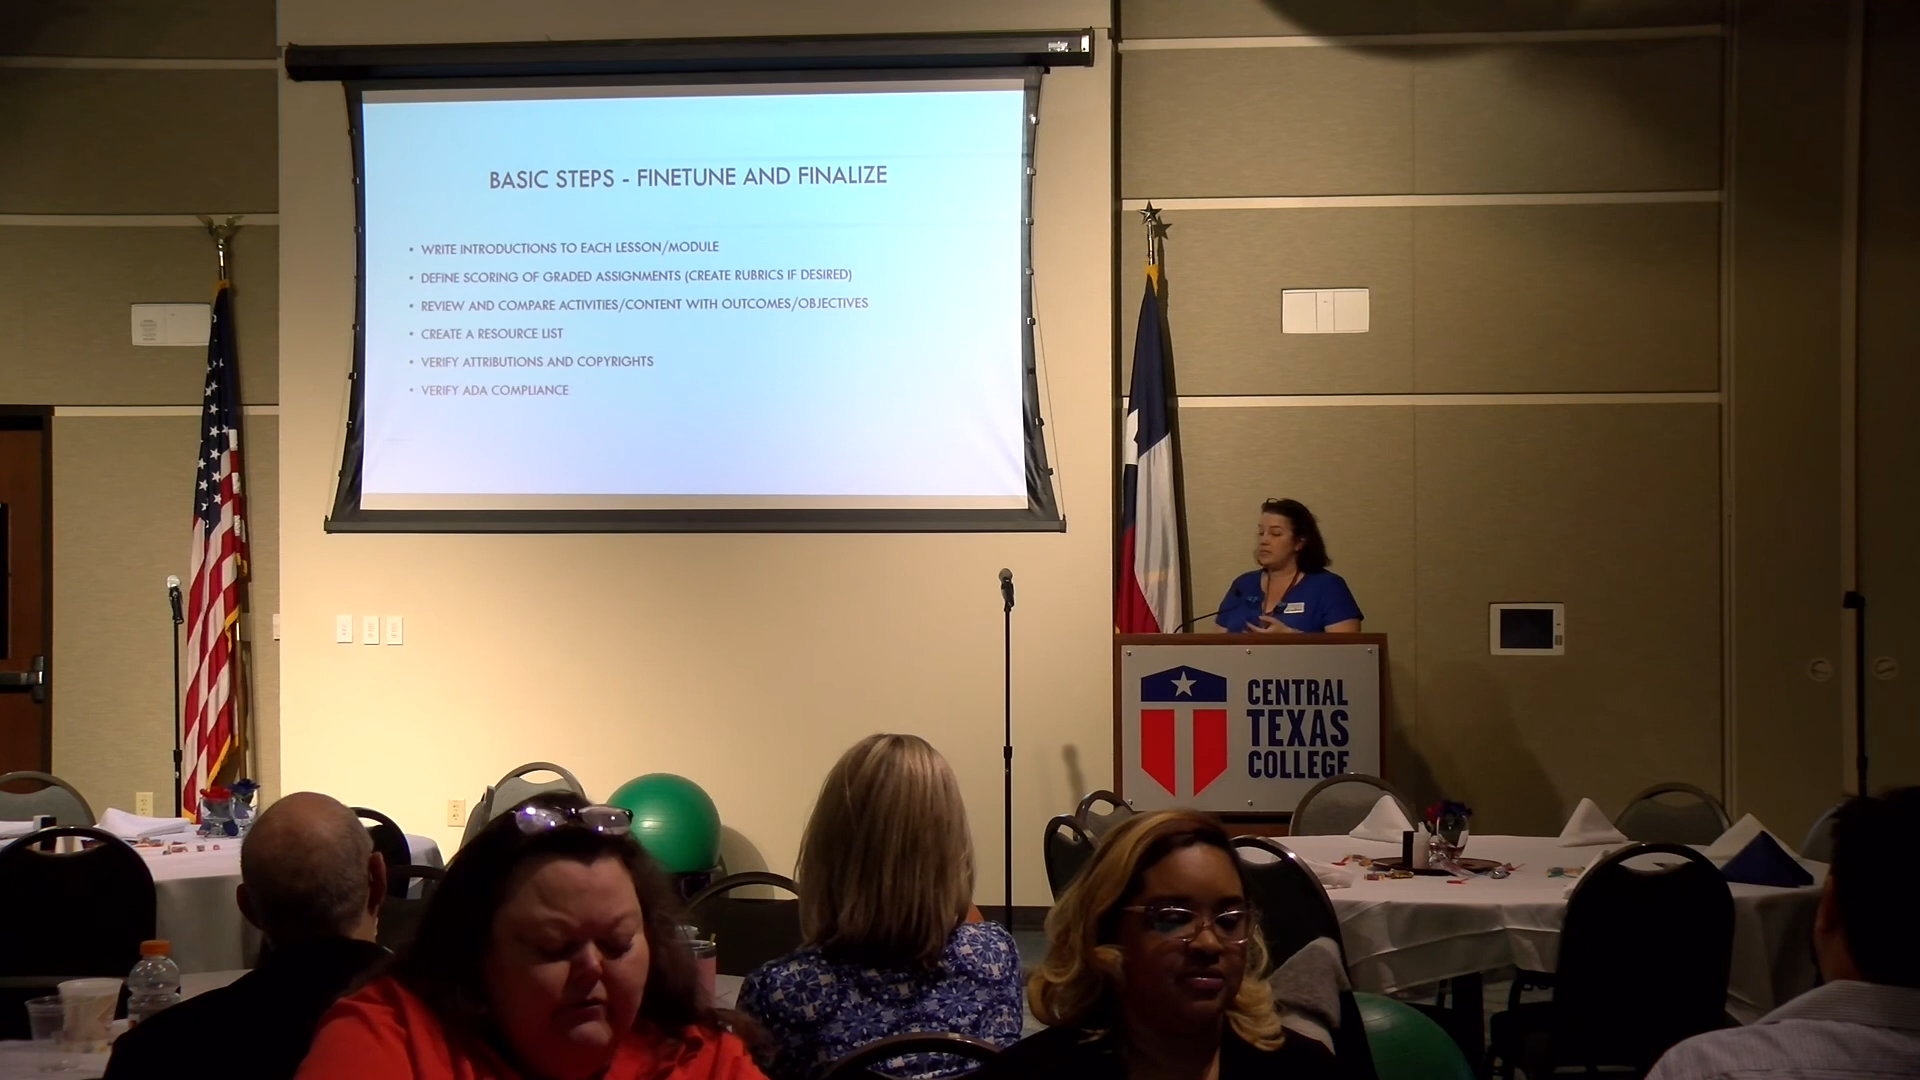 BASIC STEPS - FINETUNE AND FINALIZE
• WRITE INTRODUCTIONS TO EACH LESSON/MODULE
• DEFINE SCORING OF GRADED ASSIGNMENTS (CREATE RUBRICS IF DESIRED)
• REVIEW AND COMPARE ACTIVITIES/CONTENT WITH OUTCOMES/OBJECTIVES
• CREATE A RESOURCE LIST
• VERIFY ATTRIBUTIONS AND COPYRIGHTS
• VERIFY ADA COMPLIANCE
CENTRAL
TEXAS
COLLEGE